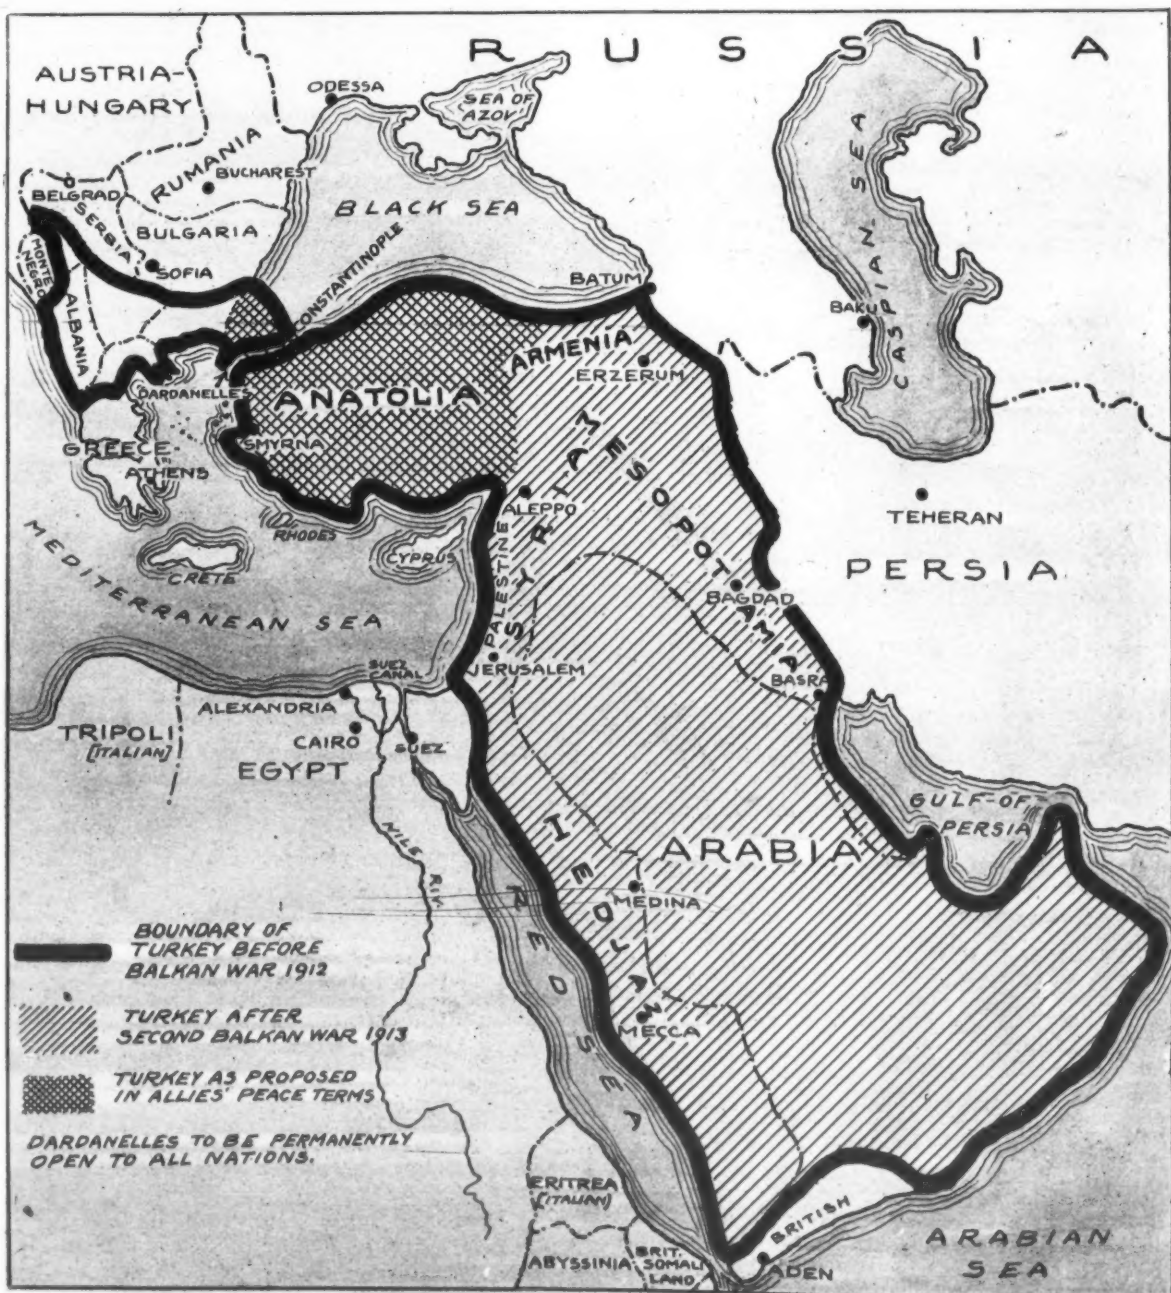 RUSSIA
AUSTRIA-
HUNGARY
ODESSA
SEA OF
AZOV
CASPIAN SEA
RUMANIA
BUCHAREST
BELGRAD
SERBIA
BLACK SEA
BULGARIA
SOFIA
MONTE
NEGRO
ALBANIA
CONSTANTINOPLE
BATUM
BAKU
ARMENIA
ERZERUM
DARDANELLES
ANATOLIA
GREECE
SMYRNA
ATHENS
SYRIA
MESOPOTAMIA
ALEPPO
TEHERAN
RHODES
CRETE
CYPRUS
PALESTINE
PERSIA
BAGDAD
MEDITERRANEAN SEA
JERUSALEM
SUEZ
CANAL
BASRA
ALEXANDRIA
TRIPOLI
[ITALIAN]
CAIRO
SUEZ
EGYPT
GULF-OF
PERSIA
NILE
RIV.
HEDJAZ
ARABIA
MEDINA
RED SEA
MECCA
BOUNDARY OF
TURKEY BEFORE
BALKAN WAR 1912
TURKEY AFTER
SECOND BALKAN WAR 1913
TURKEY AS PROPOSED
IN ALLIES' PEACE TERMS
DARDANELLES TO BE PERMANENTLY
OPEN TO ALL NATIONS.
ERITREA
(ITALIAN)
ABYSSINIA
BRIT.
SOMALI
LAND
BRITISH
ADEN
ARABIAN
SEA